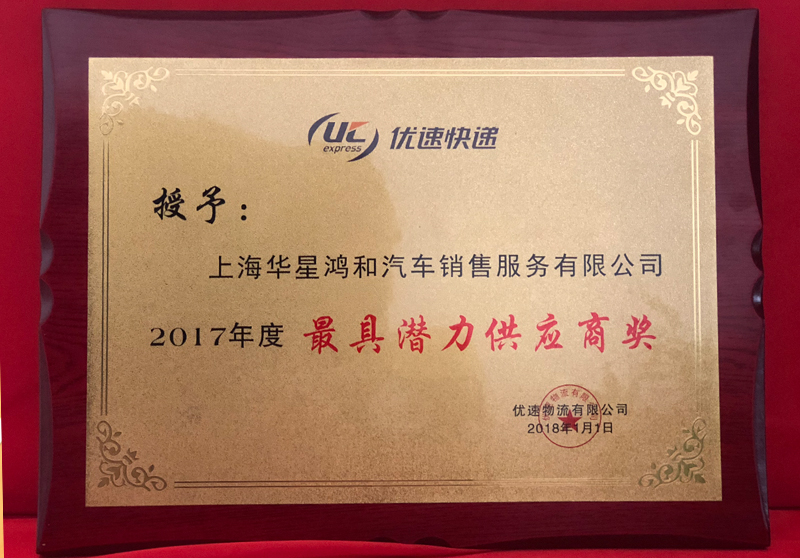 UC express 优速快递
授予：
上海华星鸿和汽车销售服务有限公司
2017年度 最具潜力供应商奖
优速物流有限公司
2018年1月1日